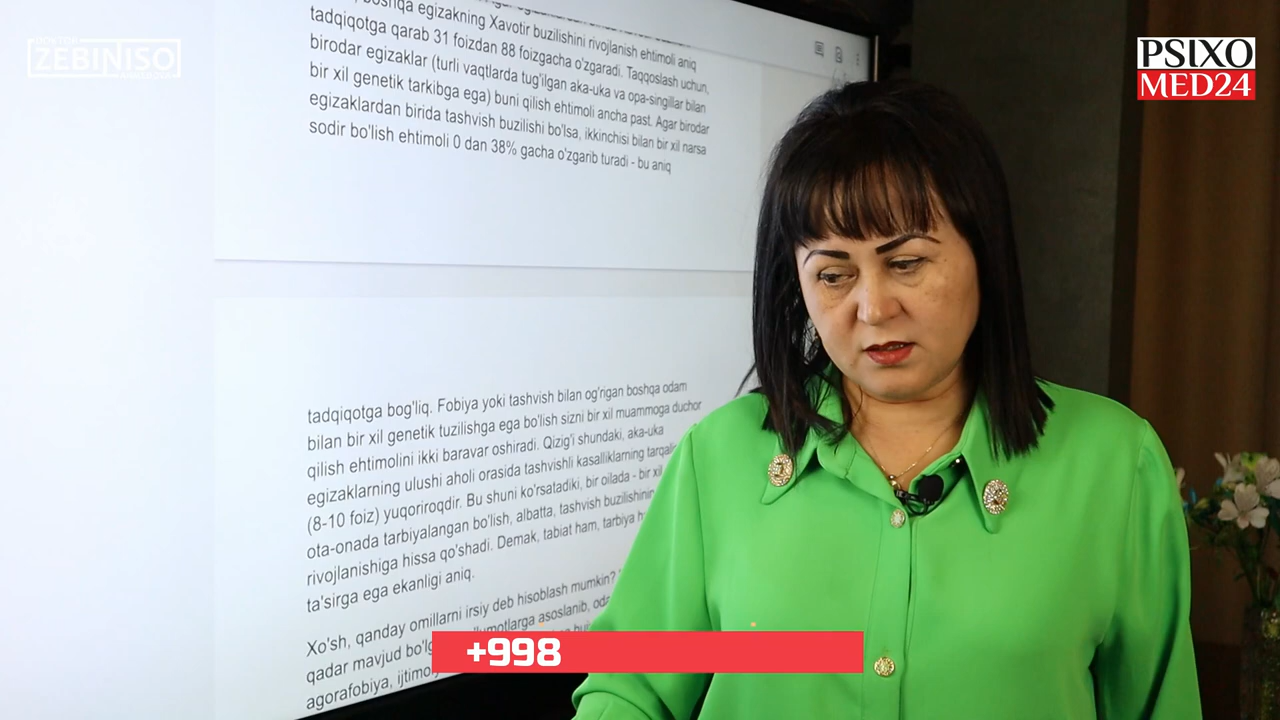 DOKTOR
ZEBINISO
PSIXO
MED24
boshqa egizakning Xavotir buzilishini rivojlanish ehtimoli aniq
tadqiqotga qarab 31 foizdan 88 foizgacha o'zgaradi. Taqqoslash uchun,
birodar egizaklar (turli vaqtlarda tug'ilgan aka-uka va opa-singillar bilan
bir xil genetik tarkibga ega) buni qilish ehtimoli ancha past. Agar birodar
egizaklardan birida tashvish buzilishi bo'lsa, ikkinchisi bilan bir xil narsa
sodir bo'lish ehtimoli 0 dan 38% gacha o'zgarib turadi - bu aniq
tadqiqotga bog'liq. Fobiya yoki tashvish bilan og'rigan boshqa odam
bilan bir xil genetik tuzilishga ega bo'lish sizni bir xil muammoga duchor
qilish ehtimolini ikki baravar oshiradi. Qizig'i shundaki, aka-uka
egizaklarning ulushi aholi orasida tashvishli kasalliklarning
(8-10 foiz) yuqoriroqdir. Bu shuni ko'rsatadiki, bir oilada - bir xil
ota-onada tarbiyalangan bo'lish, albatta, tashvish
rivojlanishiga hissa qo'shadi. Demak, tabiat ham, tarbiya
ta'sirga ega ekanligi aniq.
Xo'sh, qanday omillarni irsiy deb hisoblash mumkin?
qadar mavjud asoslanib,
agorafobiya,
+998